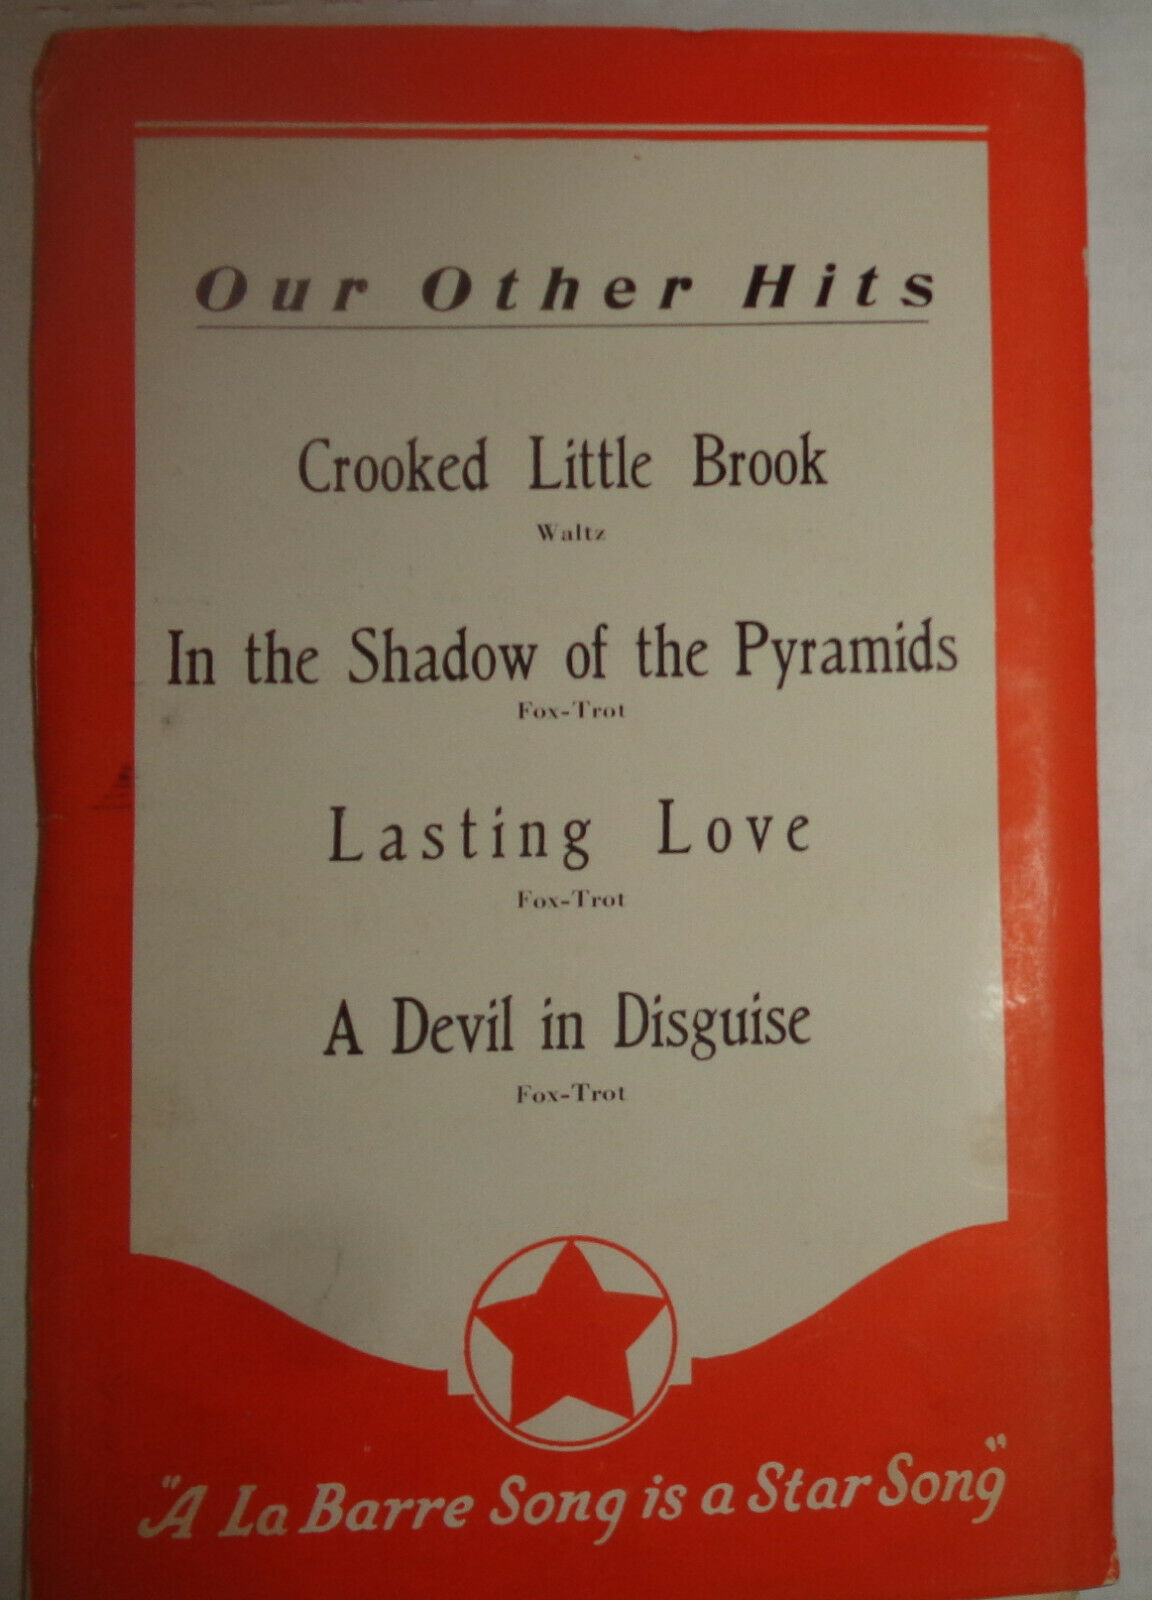 Our Other Hits
Crooked Little Brook
Waltz
In the Shadow of the Pyramids
Fox-Trot
Lasting Love
Fox-Trot
A Devil in Disguise
Fox-Trot
"A La Barre Song is a Star Song"